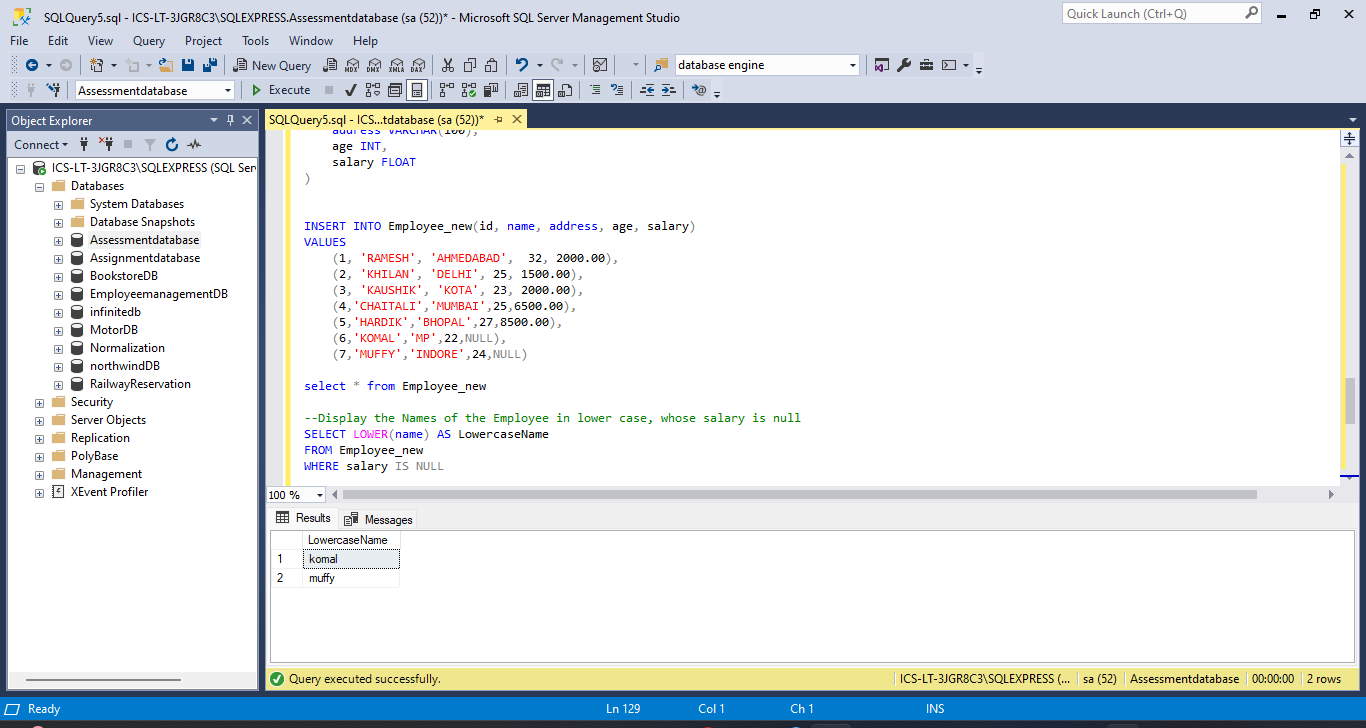 SQLQuery5.sql - ICS-LT-3JGR8C3\SQLEXPRESS.Assessmentdatabase (sa (52))* - Microsoft SQL Server Management Studio
Quick Launch (Ctrl+Q)
File Edit View Query Project Tools Window Help
New Query MDX DMX XMLA DAX database engine
Assessmentdatabase Execute
Object Explorer
Connect
ICS-LT-3JGR8C3\SQLEXPRESS (SQL Ser
Databases
System Databases
Database Snapshots
Assessmentdatabase
Assignmentdatabase
BookstoreDB
EmployeemanagementDB
infinitedb
MotorDB
Normalization
northwindDB
RailwayReservation
Security
Server Objects
Replication
PolyBase
Management
XEvent Profiler
SQLQuery5.sql - ICS...tdatabase (sa (52))*
address VARCHAR(100),
age INT,
salary FLOAT
)
INSERT INTO Employee_new(id, name, address, age, salary)
VALUES
(1, 'RAMESH', 'AHMEDABAD',  32, 2000.00),
(2, 'KHILAN', 'DELHI', 25, 1500.00),
(3, 'KAUSHIK', 'KOTA', 23, 2000.00),
(4,'CHAITALI','MUMBAI',25,6500.00),
(5,'HARDIK','BHOPAL',27,8500.00),
(6,'KOMAL','MP',22,NULL),
(7,'MUFFY','INDORE',24,NULL)
select * from Employee_new
--Display the Names of the Employee in lower case, whose salary is null
SELECT LOWER(name) AS LowercaseName
FROM Employee_new
WHERE salary IS NULL
100 %
Results Messages
LowercaseName
1 komal
2 muffy
Query executed successfully. ICS-LT-3JGR8C3\SQLEXPRESS (... sa (52) Assessmentdatabase 00:00:00 2 rows
Ready Ln 129 Col 1 Ch 1 INS